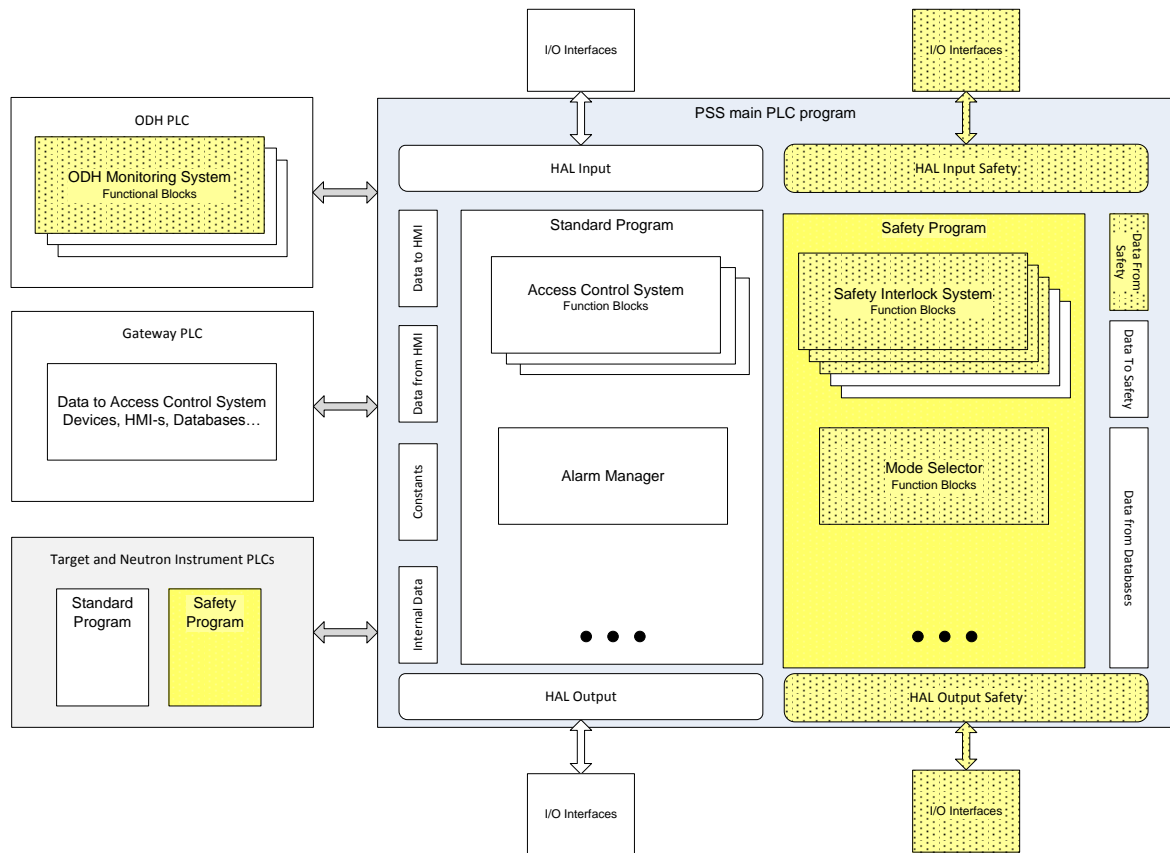 I/O Interfaces
I/O Interfaces
PSS main PLC program
ODH PLC
ODH Monitoring System
Functional Blocks
HAL Input
HAL Input Safety
Data to HMI
Standard Program
Safety Program
Data From
Safety
Access Control System
Function Blocks
Safety Interlock System
Function Blocks
Gateway PLC
Data to Access Control System
Devices, HMI-s, Databases…
Data from HMI
Data To Safety
Constants
Alarm Manager
Mode Selector
Function Blocks
Data from Databases
Target and Neutron Instrument PLCs
Standard
Program
Safety
Program
Internal Data
HAL Output
HAL Output Safety
I/O Interfaces
I/O Interfaces